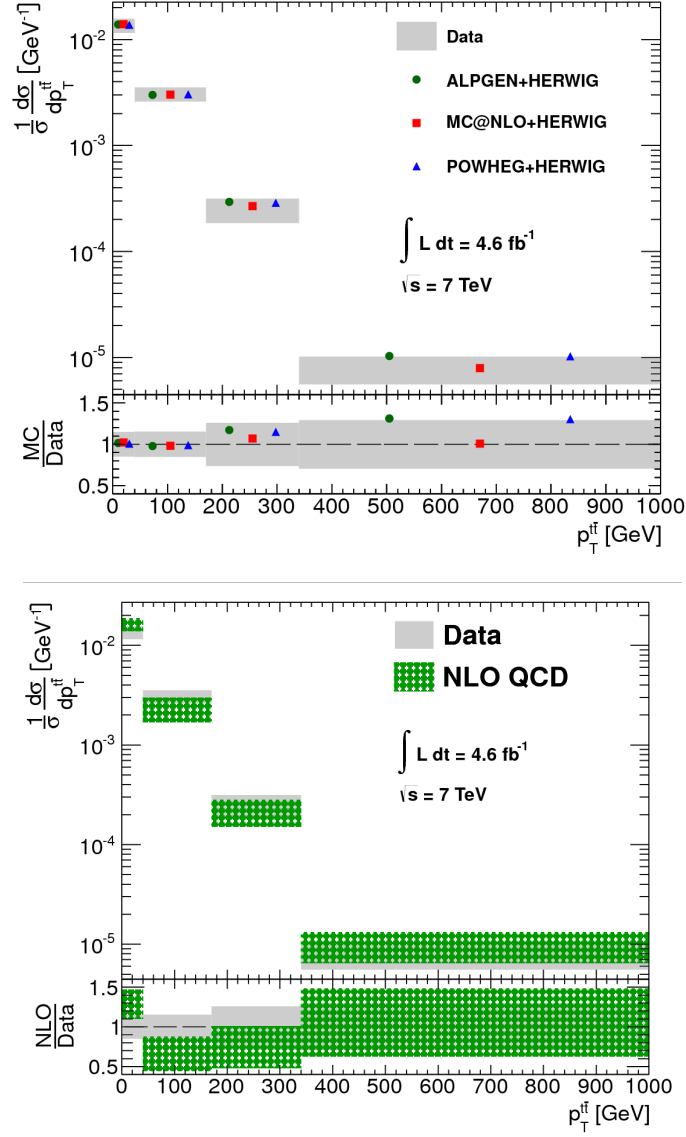 1/σ dσ/dp_T^{tt̄} [GeV⁻¹]
10⁻²
10⁻³
10⁻⁴
10⁻⁵
Data
ALPGEN+HERWIG
MC@NLO+HERWIG
POWHEG+HERWIG
∫ L dt = 4.6 fb⁻¹
√s = 7 TeV
MC/Data
1.5
1
0.5
0 100 200 300 400 500 600 700 800 900 1000
p_T^{tt̄} [GeV]
1/σ dσ/dp_T^{tt̄} [GeV⁻¹]
10⁻²
10⁻³
10⁻⁴
10⁻⁵
Data
NLO QCD
∫ L dt = 4.6 fb⁻¹
√s = 7 TeV
NLO/Data
1.5
1
0.5
0 100 200 300 400 500 600 700 800 900 1000
p_T^{tt̄} [GeV]